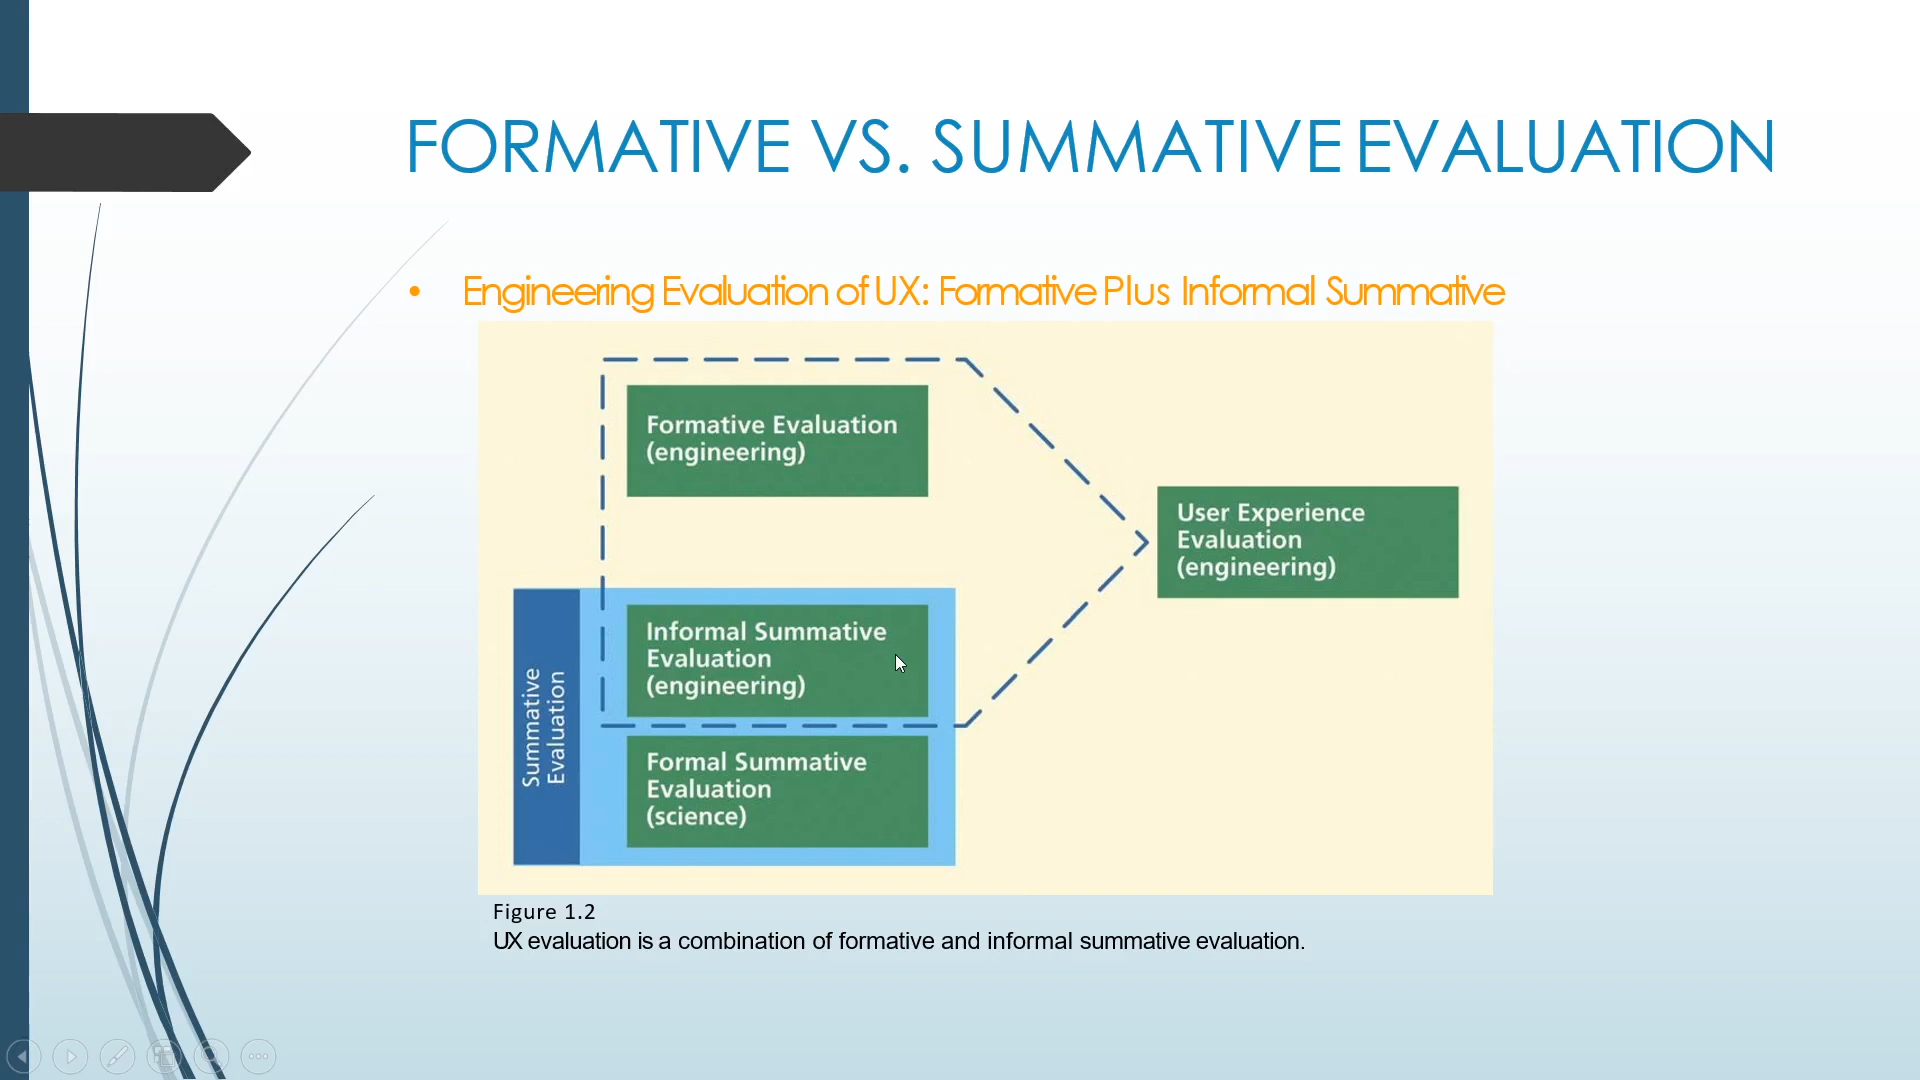 FORMATIVE VS. SUMMATIVE EVALUATION
• Engineering Evaluation of UX: Formative Plus Informal Summative
Formative Evaluation
(engineering)
User Experience
Evaluation
(engineering)
Summative
Evaluation
Informal Summative
Evaluation
(engineering)
Formal Summative
Evaluation
(science)
Figure 1.2
UX evaluation is a combination of formative and informal summative evaluation.